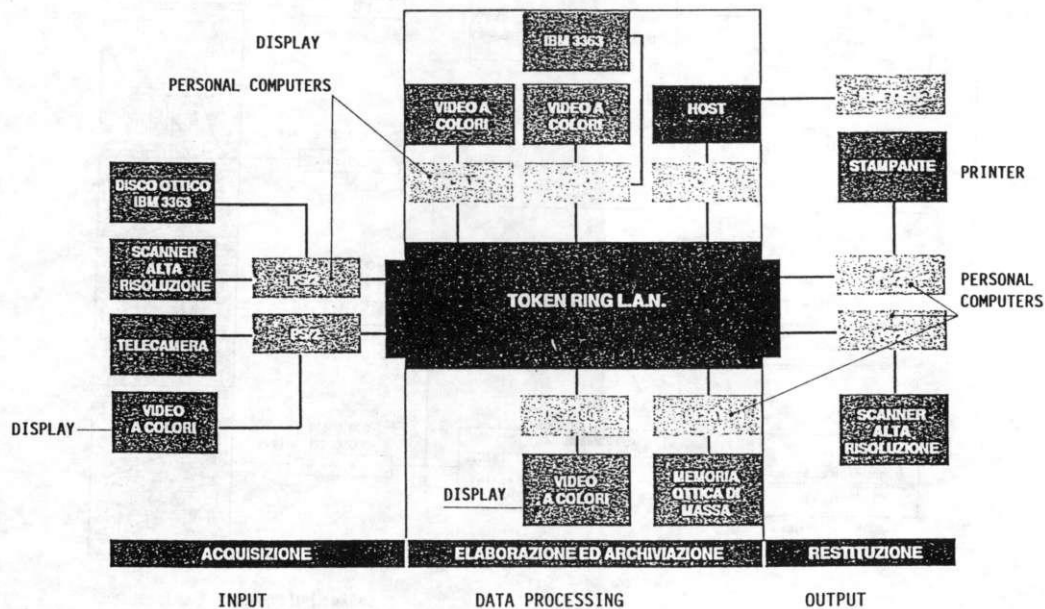 DISPLAY
PERSONAL COMPUTERS
IBM 3363
VIDEO A
COLORI
VIDEO A
COLORI
HOST
DISCO OTTICO
IBM 3363
STAMPANTE
PRINTER
SCANNER
ALTA
RISOLUZIONE
PS/2
TOKEN RING L.A.N.
PERSONAL
COMPUTERS
TELECAMERA
PS/2
DISPLAY
VIDEO
A COLORI
SCANNER
ALTA
RISOLUZIONE
DISPLAY
VIDEO
A COLORI
MEMORIA
OTTICA DI
MASSA
ACQUISIZIONE
ELABORAZIONE ED ARCHIVIAZIONE
RESTITUZIONE
INPUT
DATA PROCESSING
OUTPUT